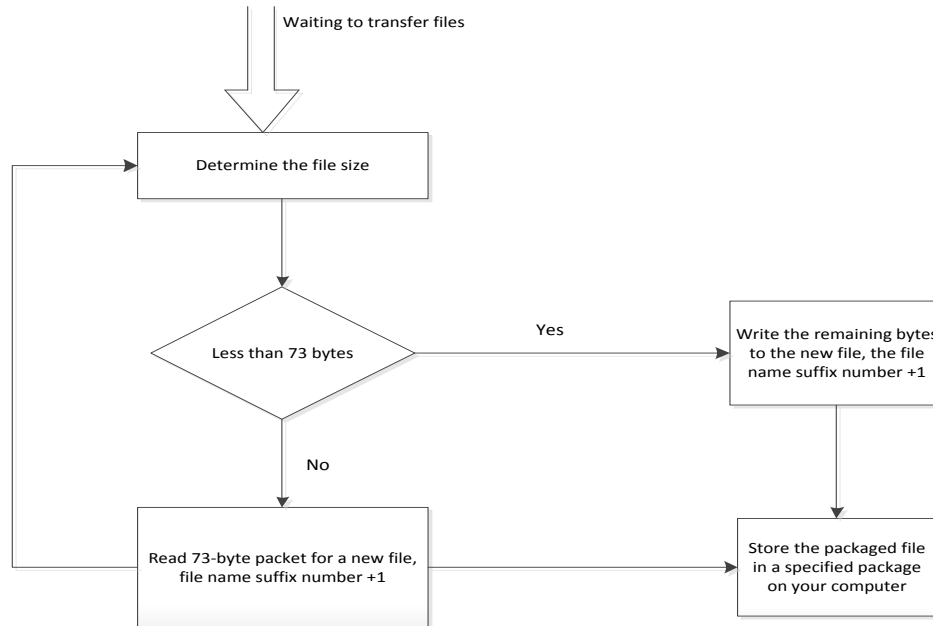 Waiting to transfer files
Determine the file size
Less than 73 bytes
Yes
Write the remaining bytes
to the new file, the file
name suffix number +1
No
Read 73-byte packet for a new file,
file name suffix number +1
Store the packaged file
in a specified package
on your computer